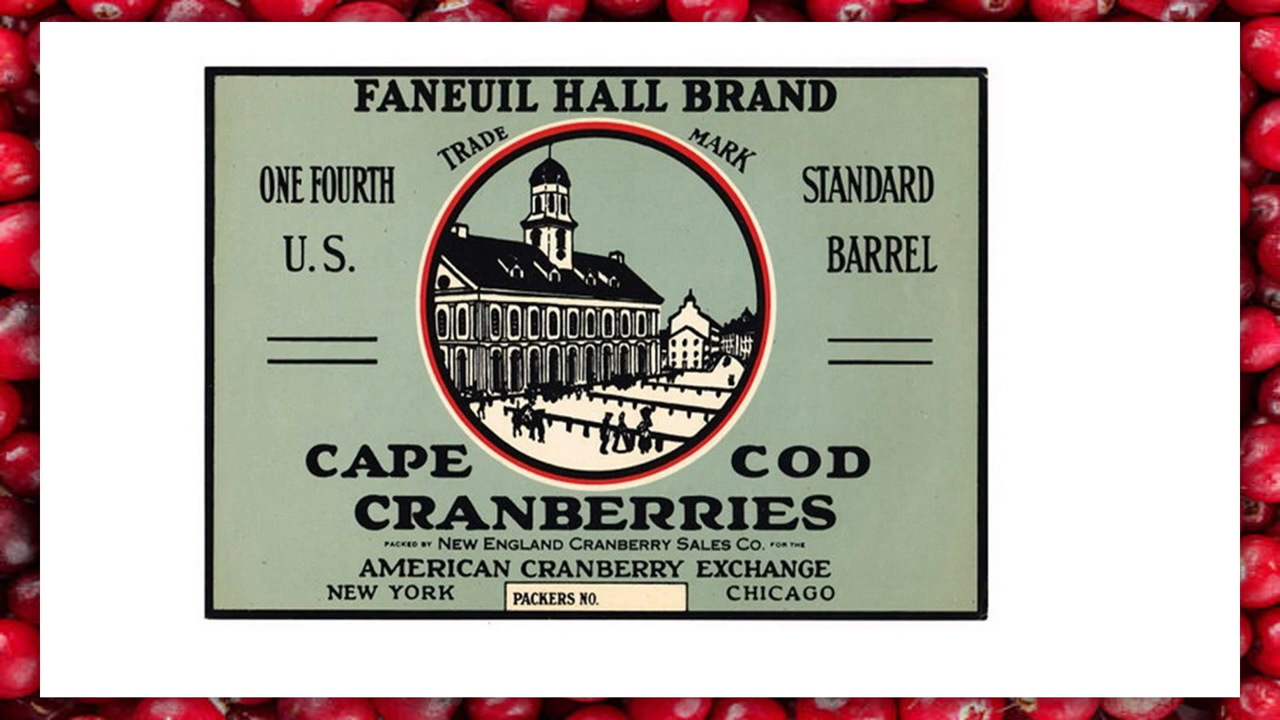 FANEUIL HALL BRAND
TRADE MARK
ONE FOURTH STANDARD
U.S. BARREL
CAPE COD
CRANBERRIES
PACKED BY NEW ENGLAND CRANBERRY SALES CO. FOR THE
AMERICAN CRANBERRY EXCHANGE
NEW YORK CHICAGO
PACKERS NO.